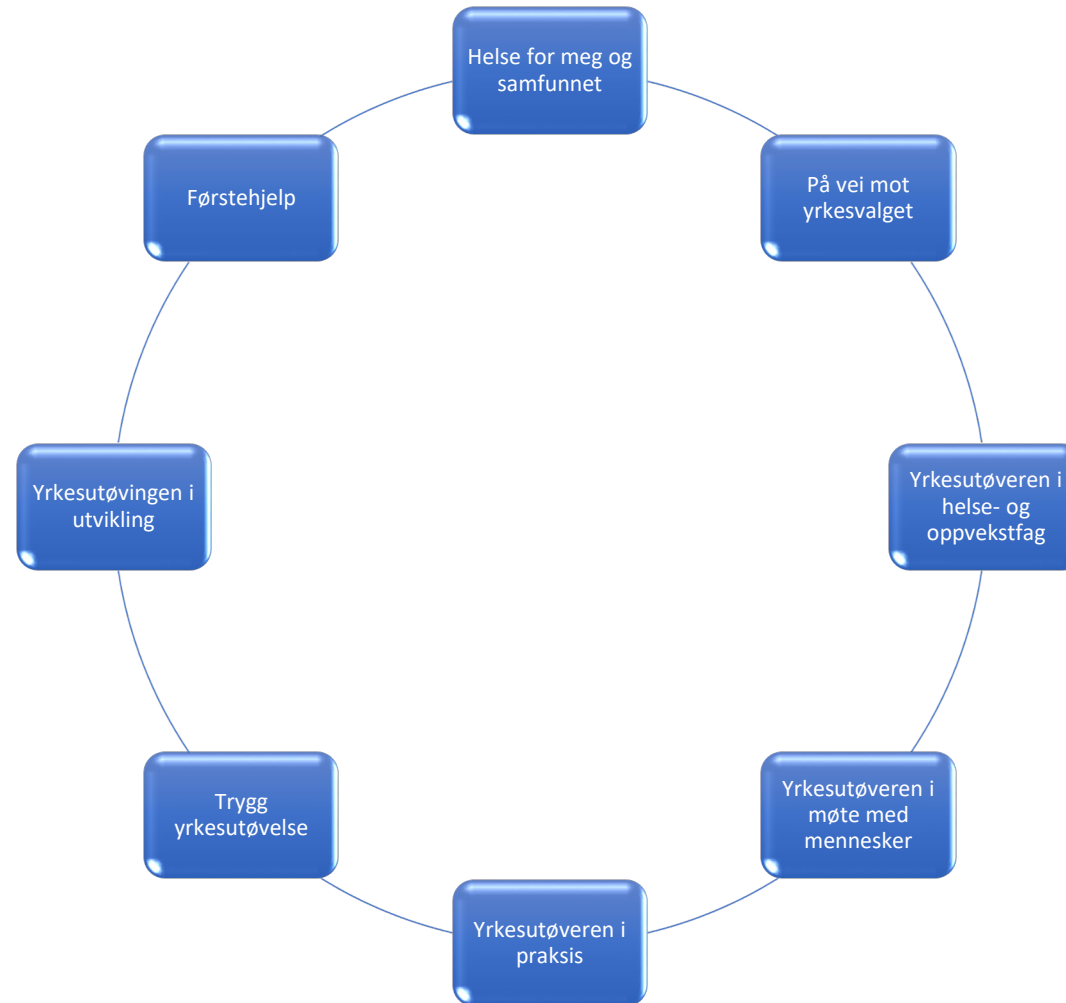 Helse for meg og
samfunnet
På vei mot
yrkesvalget
Yrkesutøveren i
helse- og
oppvekstfag
Yrkesutøveren i
møte med
mennesker
Yrkesutøveren i
praksis
Trygg
yrkesutøvelse
Yrkesutøvingen i
utvikling
Førstehjelp